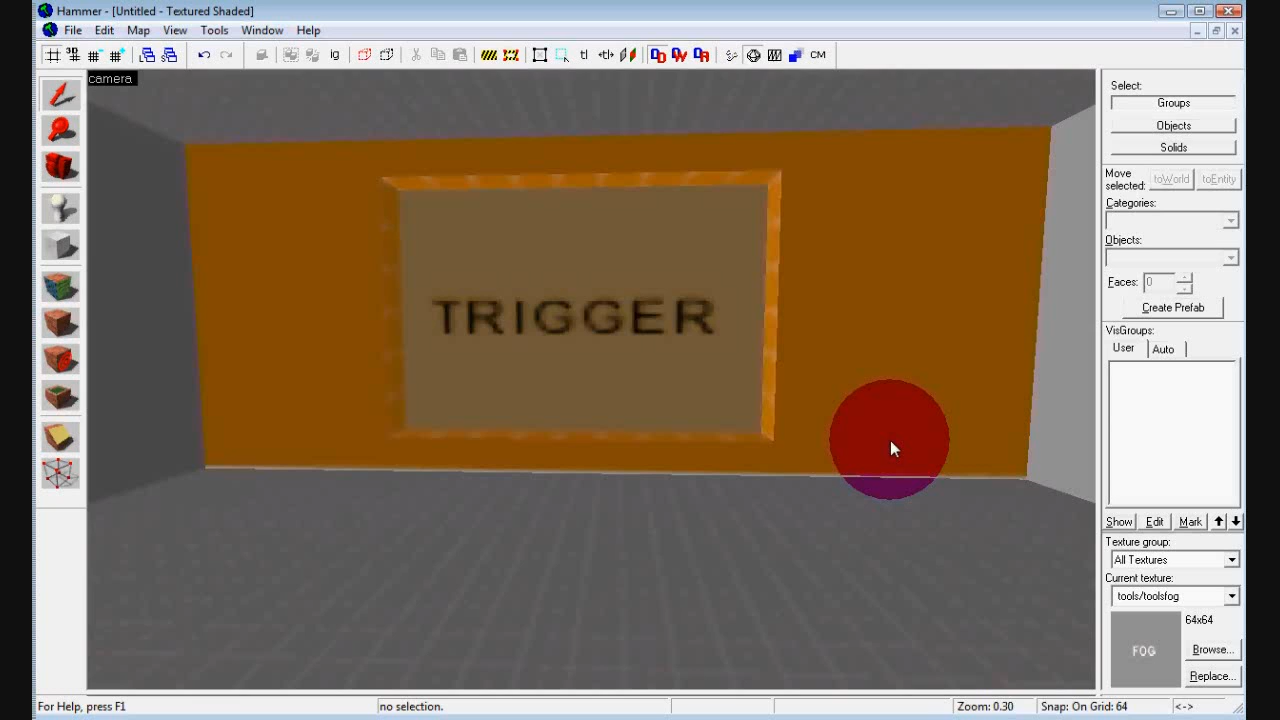 Hammer - [Untitled - Textured Shaded]
File Edit Map View Tools Window Help
3D IG tl CM
camera
Select:
Groups
Objects
Solids
Move selected: toWorld toEntity
Categories:
Objects:
Faces: 0
Create Prefab
VisGroups:
User Auto
TRIGGER
Show Edit Mark
Texture group:
All Textures
Current texture:
tools/toolsfog
64x64
FOG
Browse...
Replace...
For Help, press F1 no selection. Zoom: 0.30 Snap: On Grid: 64 <->